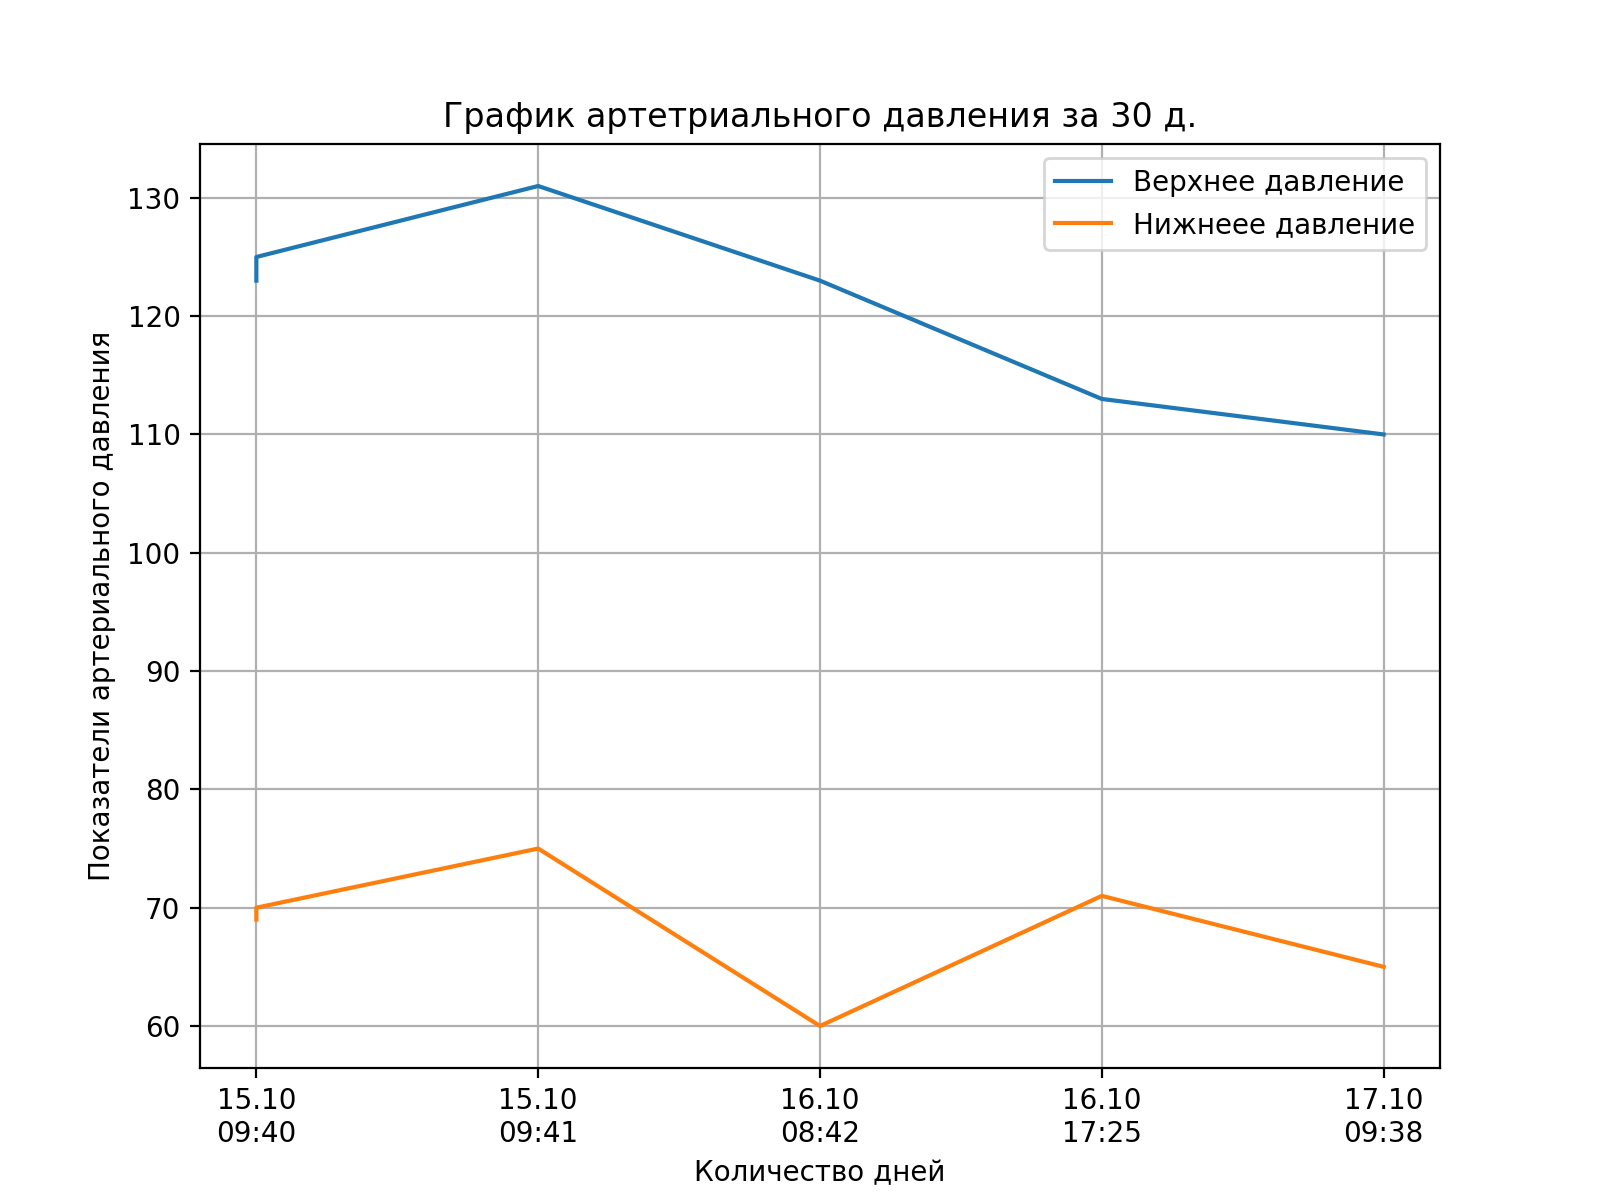 График артетриального давления за 30 д.
Верхнее давление
Нижнеее давление
Показатели артериального давления
130
120
110
100
90
80
70
60
15.10 15.10 16.10 16.10 17.10
09:40 09:41 08:42 17:25 09:38
Количество дней